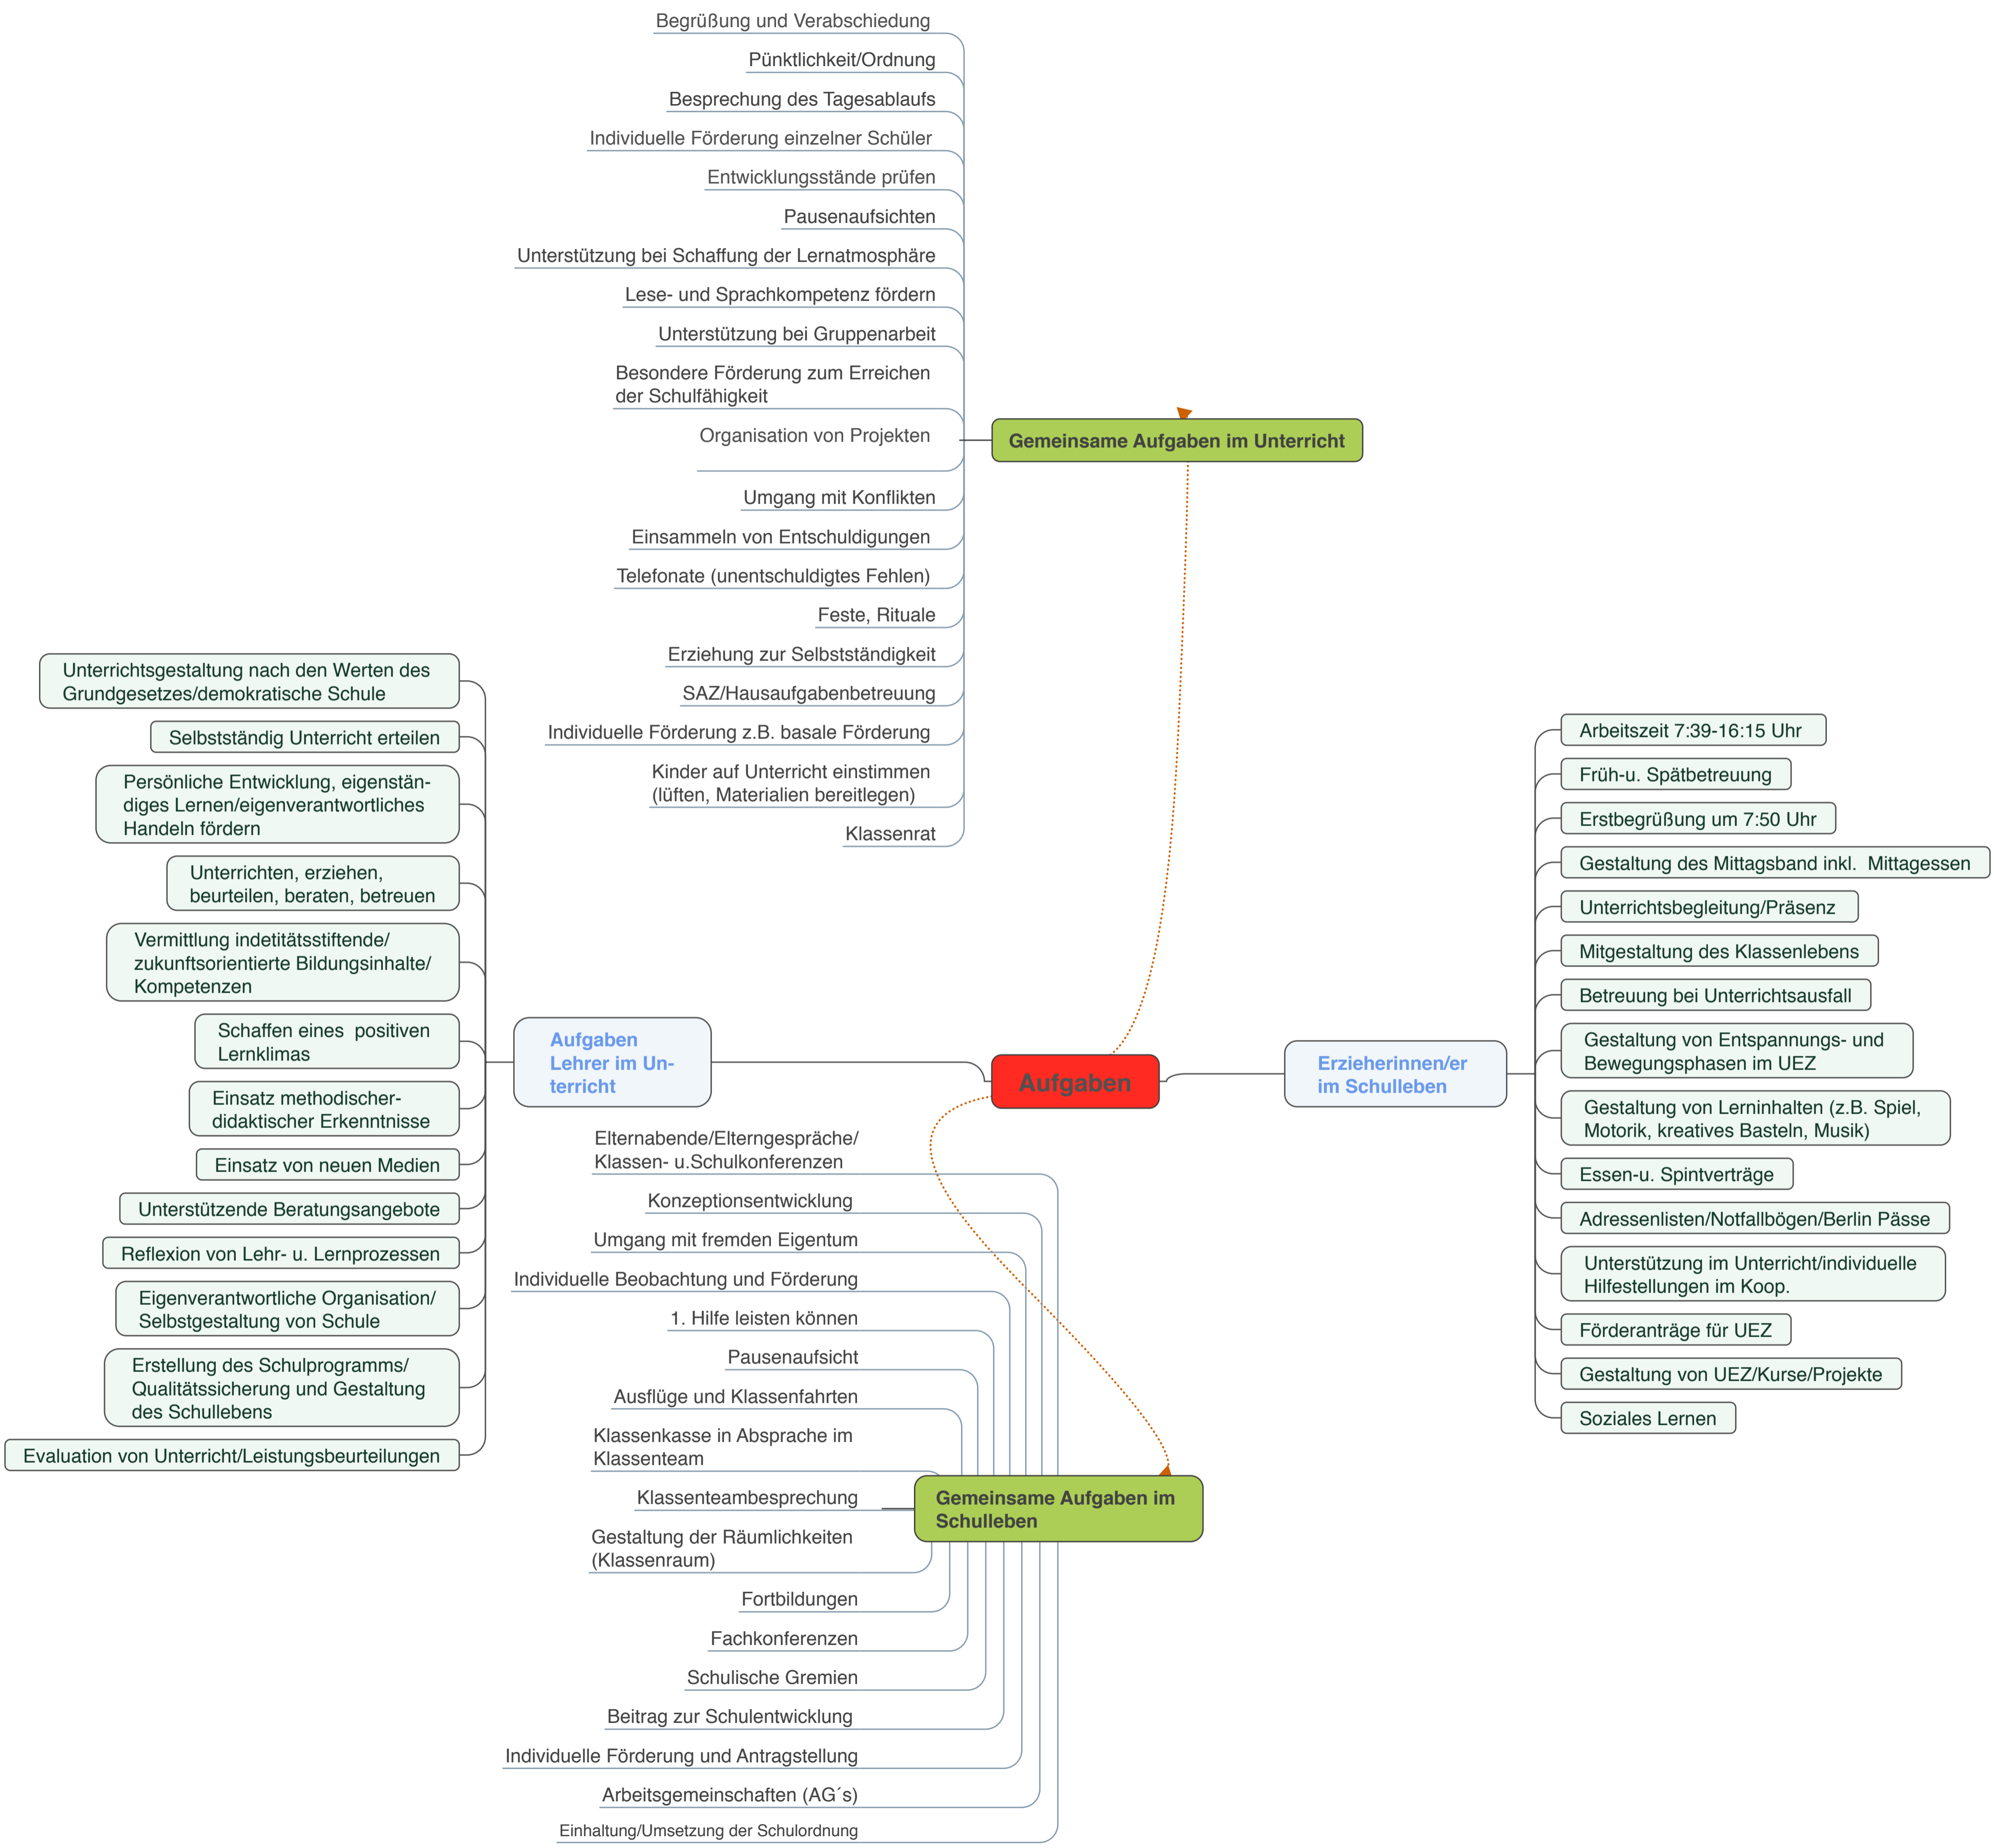 Begrüßung und Verabschiedung
Pünktlichkeit/Ordnung
Besprechung des Tagesablaufs
Individuelle Förderung einzelner Schüler
Entwicklungsstände prüfen
Pausenaufsichten
Unterstützung bei Schaffung der Lernatmosphäre
Lese- und Sprachkompetenz fördern
Unterstützung bei Gruppenarbeit
Besondere Förderung zum Erreichen
der Schulfähigkeit
Organisation von Projekten
Umgang mit Konflikten
Einsammeln von Entschuldigungen
Telefonate (unentschuldigtes Fehlen)
Feste, Rituale
Erziehung zur Selbstständigkeit
SAZ/Hausaufgabenbetreuung
Individuelle Förderung z.B. basale Förderung
Kinder auf Unterricht einstimmen
(lüften, Materialien bereitlegen)
Klassenrat
Gemeinsame Aufgaben im Unterricht
Unterrichtsgestaltung nach den Werten des
Grundgesetzes/demokratische Schule
Selbstständig Unterricht erteilen
Persönliche Entwicklung, eigenstän-
diges Lernen/eigenverantwortliches
Handeln fördern
Unterrichten, erziehen,
beurteilen, beraten, betreuen
Vermittlung indetitätsstiftende/
zukunftsorientierte Bildungsinhalte/
Kompetenzen
Schaffen eines  positiven
Lernklimas
Einsatz methodischer-
didaktischer Erkenntnisse
Einsatz von neuen Medien
Unterstützende Beratungsangebote
Reflexion von Lehr- u. Lernprozessen
Eigenverantwortliche Organisation/
Selbstgestaltung von Schule
Erstellung des Schulprogramms/
Qualitätssicherung und Gestaltung
des Schullebens
Evaluation von Unterricht/Leistungsbeurteilungen
Aufgaben
Lehrer im Un-
terricht
Aufgaben
Erzieherinnen/er
im Schulleben
Arbeitszeit 7:39-16:15 Uhr
Früh-u. Spätbetreuung
Erstbegrüßung um 7:50 Uhr
Gestaltung des Mittagsband inkl.  Mittagessen
Unterrichtsbegleitung/Präsenz
Mitgestaltung des Klassenlebens
Betreuung bei Unterrichtsausfall
Gestaltung von Entspannungs- und
Bewegungsphasen im UEZ
Gestaltung von Lerninhalten (z.B. Spiel,
Motorik, kreatives Basteln, Musik)
Essen-u. Spintverträge
Adressenlisten/Notfallbögen/Berlin Pässe
Unterstützung im Unterricht/individuelle
Hilfestellungen im Koop.
Förderanträge für UEZ
Gestaltung von UEZ/Kurse/Projekte
Soziales Lernen
Elternabende/Elterngespräche/
Klassen- u.Schulkonferenzen
Konzeptionsentwicklung
Umgang mit fremden Eigentum
Individuelle Beobachtung und Förderung
1. Hilfe leisten können
Pausenaufsicht
Ausflüge und Klassenfahrten
Klassenkasse in Absprache im
Klassenteam
Klassenteambesprechung
Gestaltung der Räumlichkeiten
(Klassenraum)
Fortbildungen
Fachkonferenzen
Schulische Gremien
Beitrag zur Schulentwicklung
Individuelle Förderung und Antragstellung
Arbeitsgemeinschaften (AG´s)
Einhaltung/Umsetzung der Schulordnung
Gemeinsame Aufgaben im
Schulleben